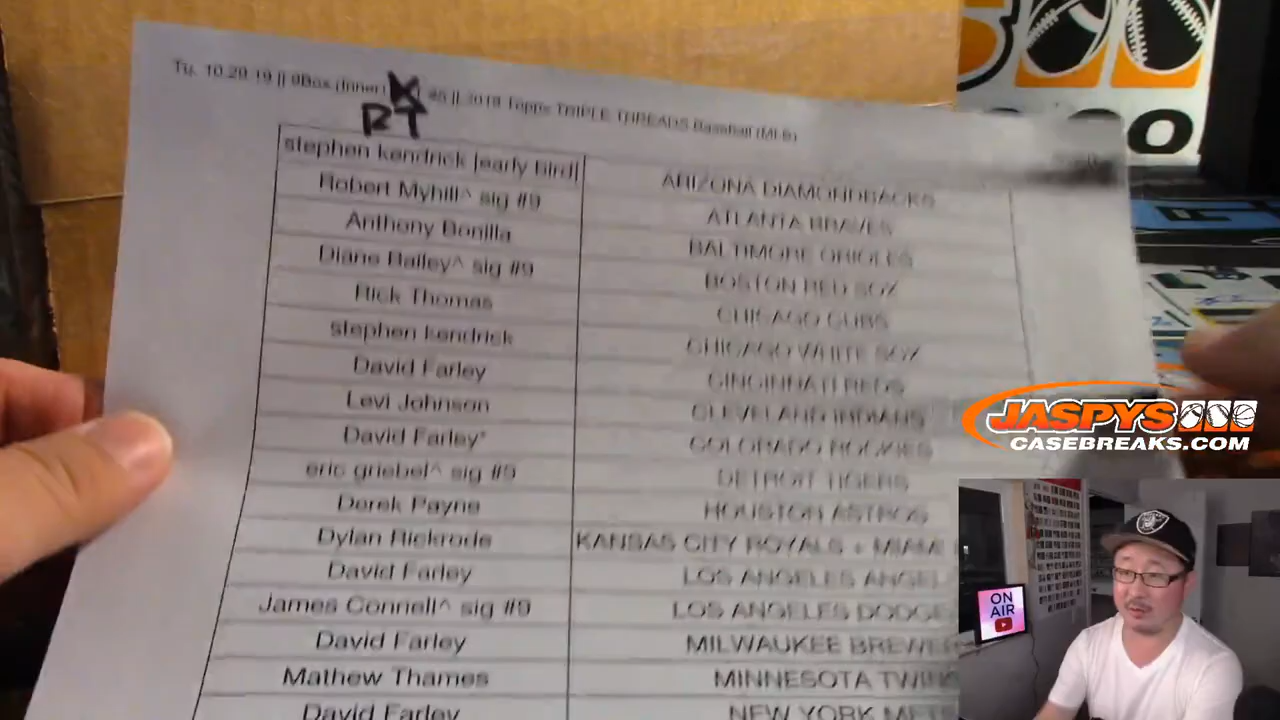 Tu. 10.29.19 || 9Box (Inner) #5 || 2019 Topps TRIPLE THREADS Baseball (MLB)
RT
stephen kendrick |early bird| ARIZONA DIAMONDBACKS
Robert Myhill^ sig #9 ATLANTA BRAVES
Anthony Bonilla BALTIMORE ORIOLES
Diane Bailey^ sig #9 BOSTON RED SOX
Rick Thomas CHICAGO CUBS
stephen kendrick CHICAGO WHITE SOX
David Farley CINCINNATI REDS
Levi Johnson CLEVELAND INDIANS
David Farley* COLORADO ROCKIES
eric griebel^ sig #9 DETROIT TIGERS
Derek Payne HOUSTON ASTROS
Dylan Rickrode KANSAS CITY ROYALS + MIAMI
David Farley LOS ANGELES ANGEL
James Connell^ sig #9 LOS ANGELES DODGE
David Farley MILWAUKEE BREWER
Mathew Thames MINNESOTA TWINS
David Farley NEW YORK METS
JASPYS
CASEBREAKS.COM
ON
AIR